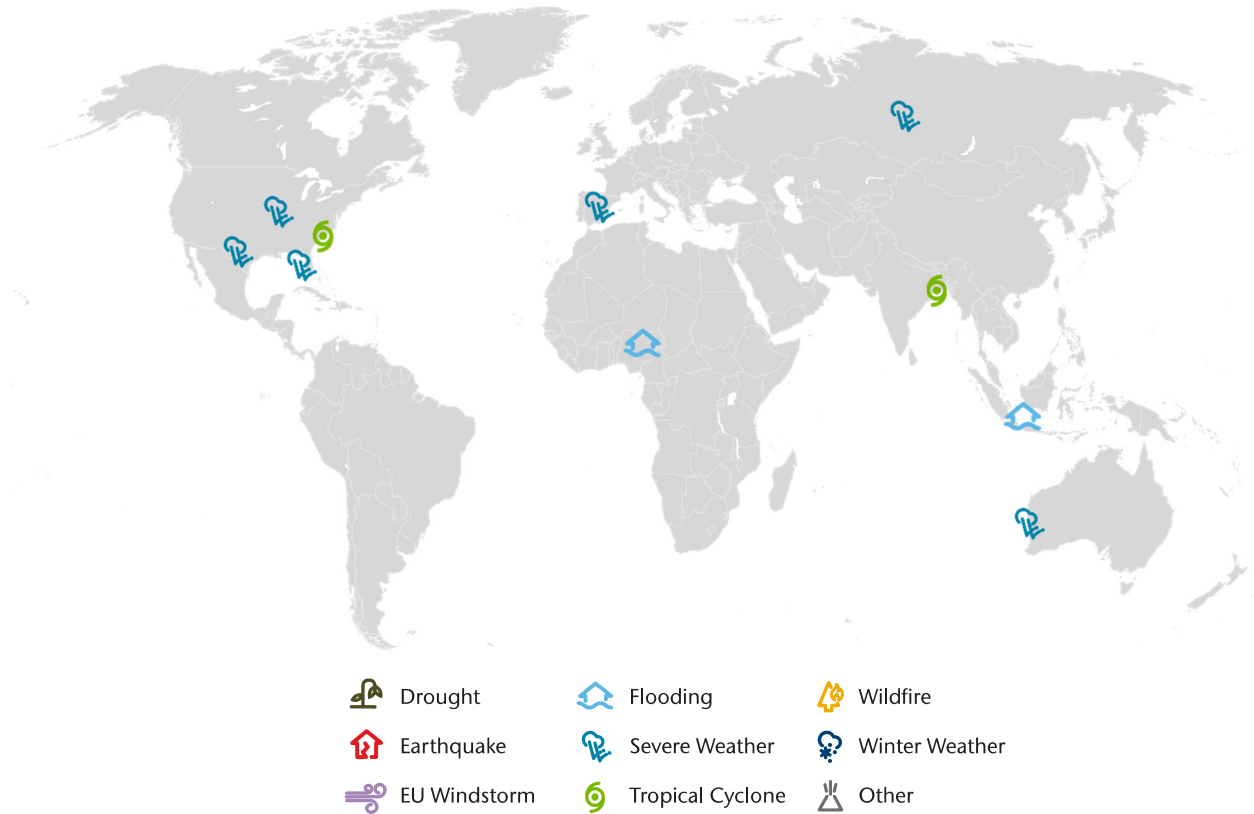 Drought
Flooding
Wildfire
Earthquake
Severe Weather
Winter Weather
EU Windstorm
Tropical Cyclone
Other